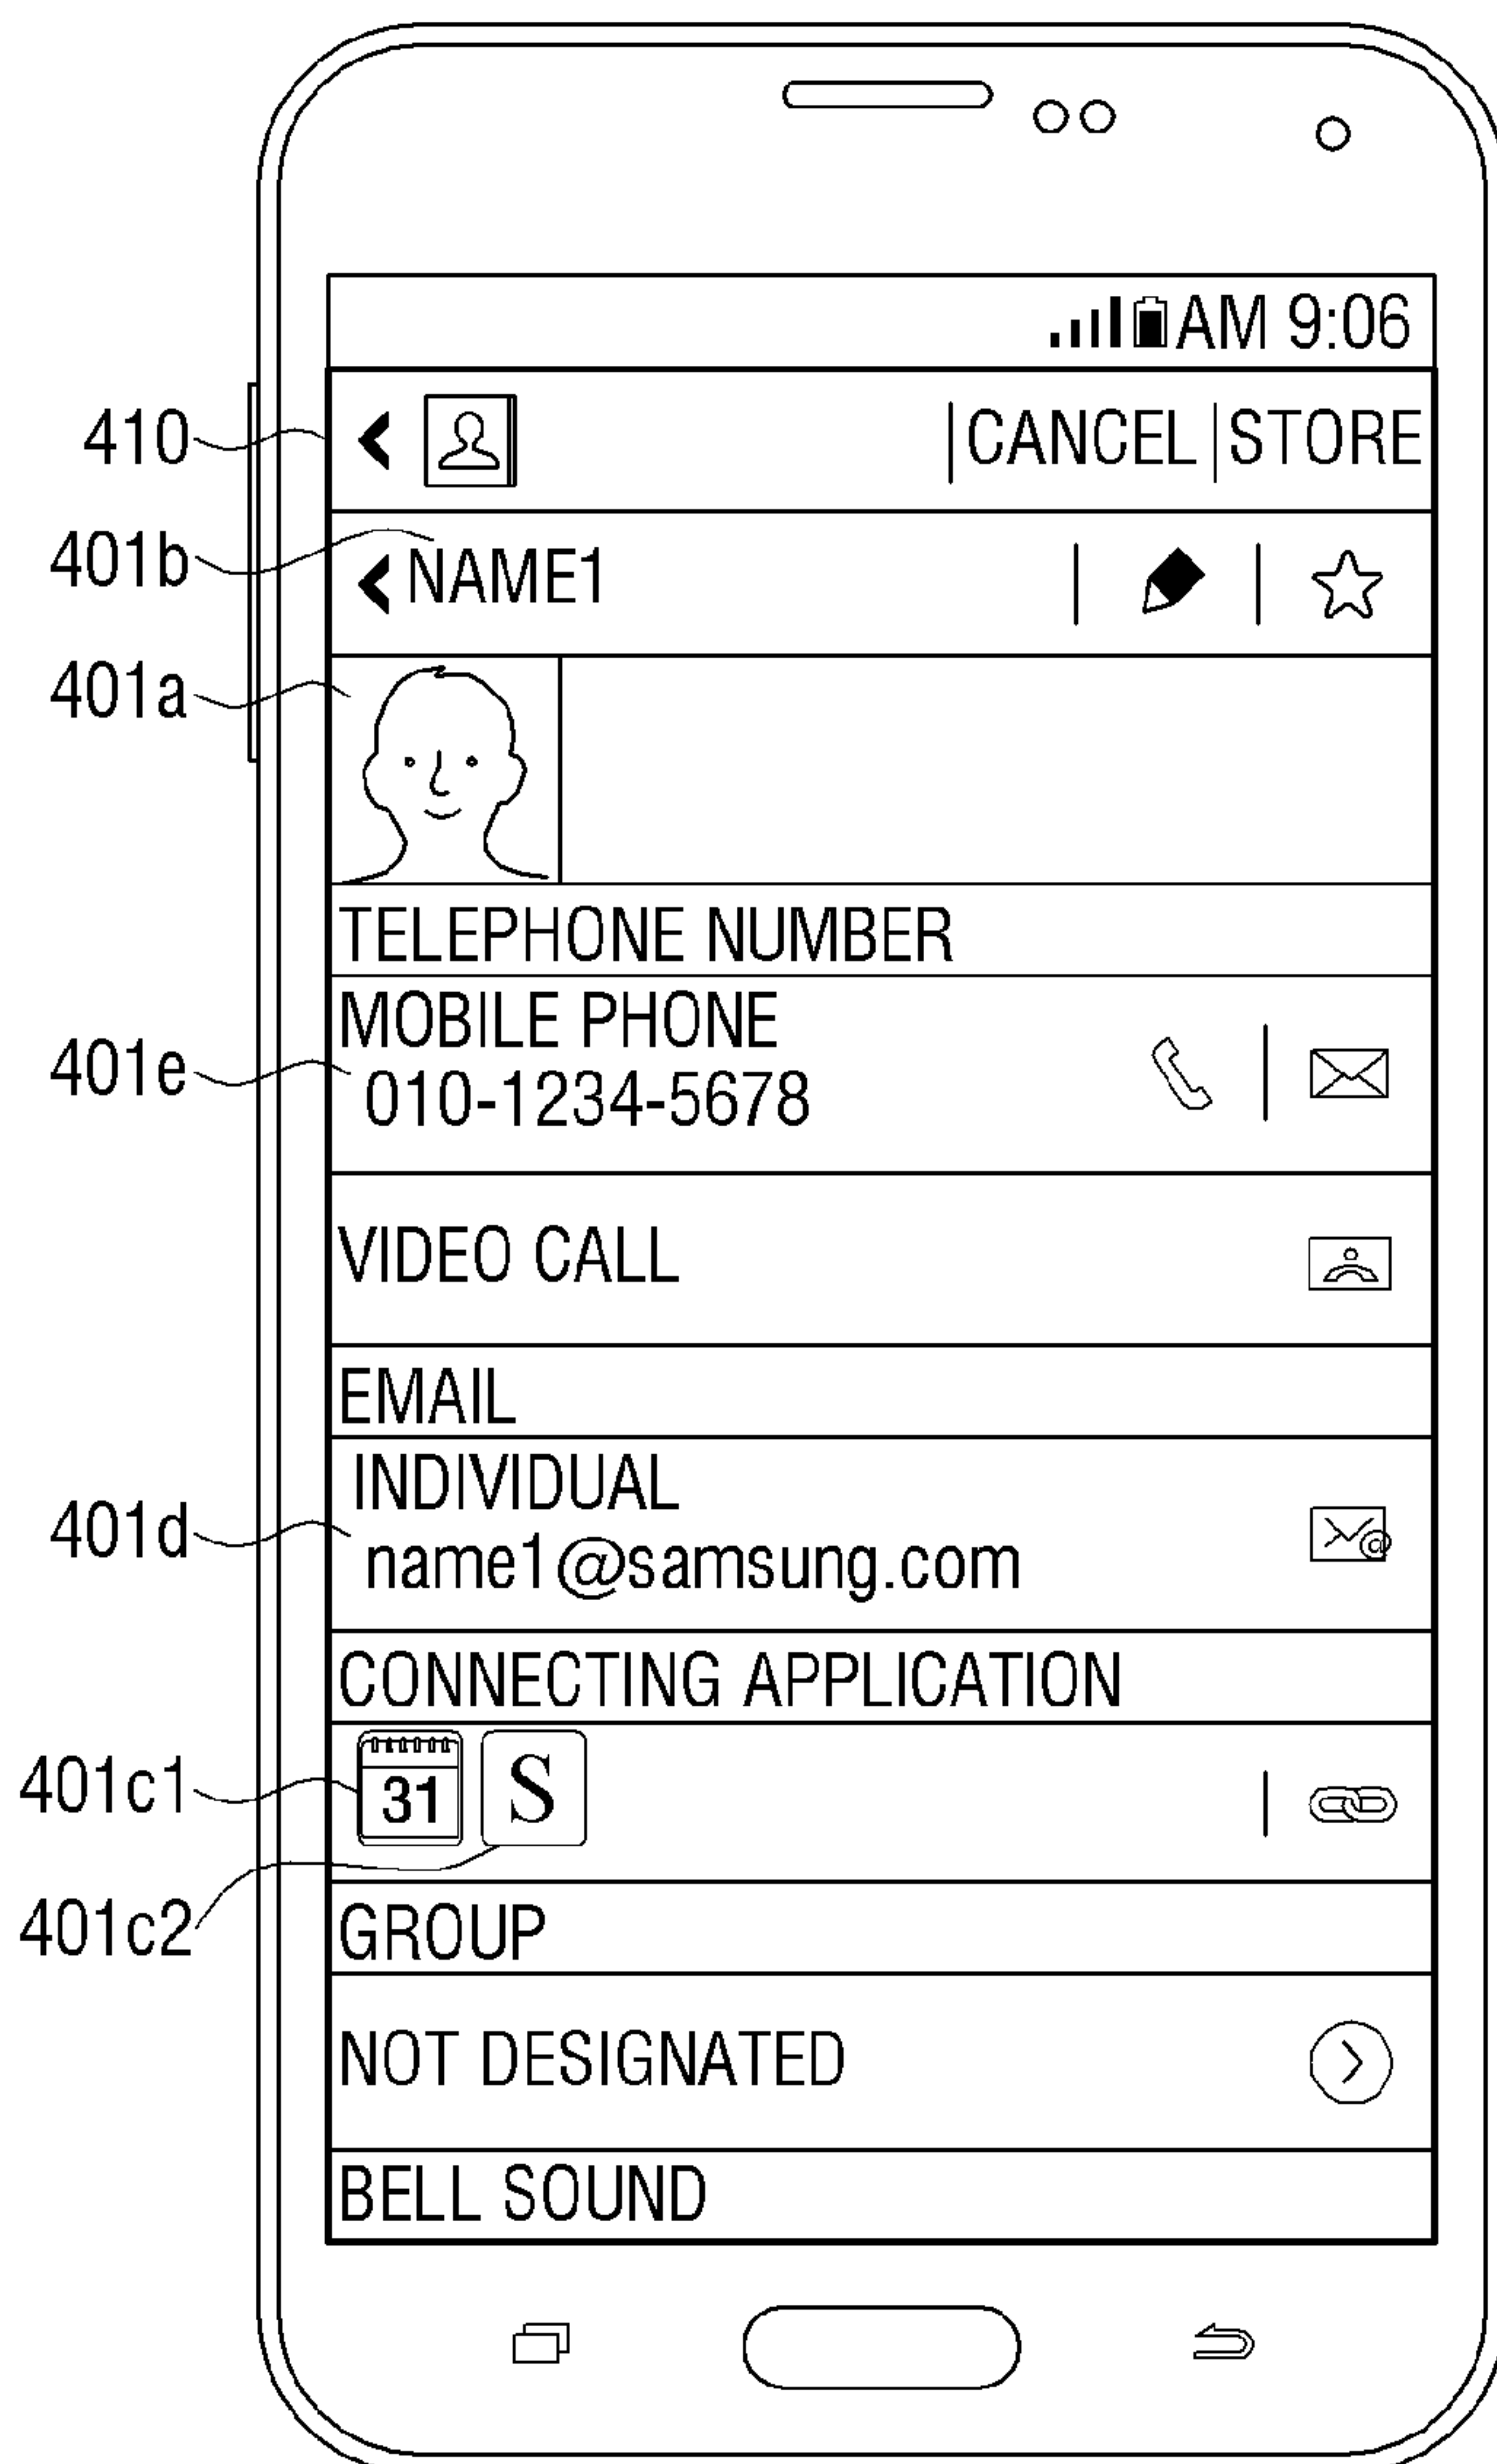 AM 9:06
410
CANCEL STORE
401b
NAME1
401a
TELEPHONE NUMBER
MOBILE PHONE
401e
010-1234-5678
VIDEO CALL
EMAIL
INDIVIDUAL
401d
name1@samsung.com
CONNECTING APPLICATION
401c1
31 S
401c2
GROUP
NOT DESIGNATED
BELL SOUND